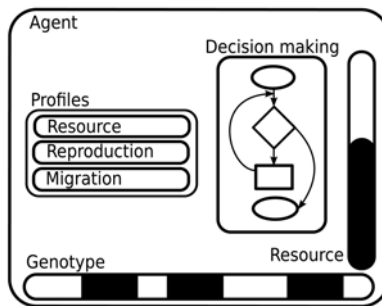 Agent
Decision making
Profiles
Resource
Reproduction
Migration
Resource
Genotype